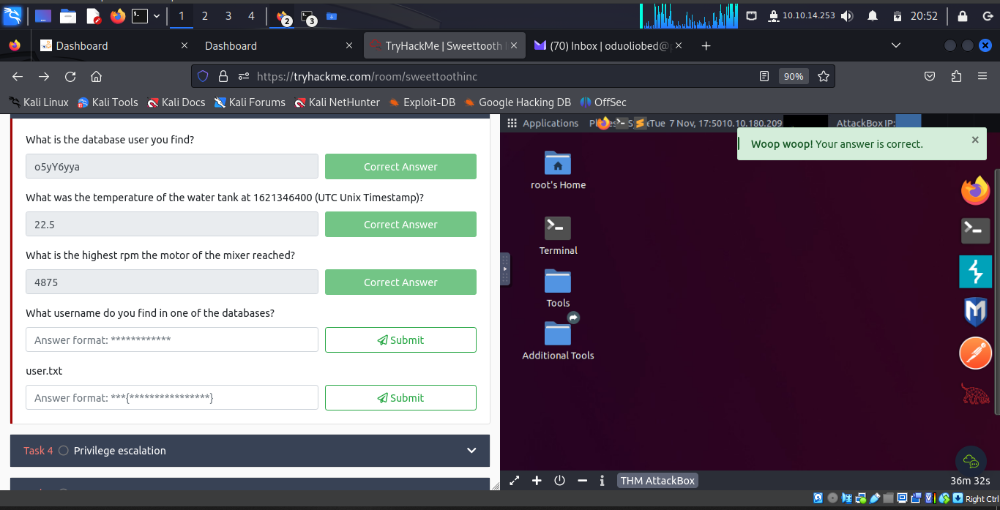 1 2 3 4 2 3 10.10.14.253 20:52
Dashboard Dashboard TryHackMe | Sweettooth (70) Inbox | oduoliobed@
https://tryhackme.com/room/sweettoothinc 90%
Kali Linux Kali Tools Kali Docs Kali Forums Kali NetHunter Exploit-DB Google Hacking DB OffSec
What is the database user you find?
o5yY6yya Correct Answer
What was the temperature of the water tank at 1621346400 (UTC Unix Timestamp)?
22.5 Correct Answer
What is the highest rpm the motor of the mixer reached?
4875 Correct Answer
What username do you find in one of the databases?
Answer format: ************ Submit
user.txt
Answer format: ***{****************} Submit
Task 4 Privilege escalation
Applications Tue 7 Nov, 17:50 10.10.180.209 AttackBox IP:
Woop woop! Your answer is correct. ×
root's Home
Terminal
Tools
Additional Tools
THM AttackBox 36m 32s
Right Ctrl